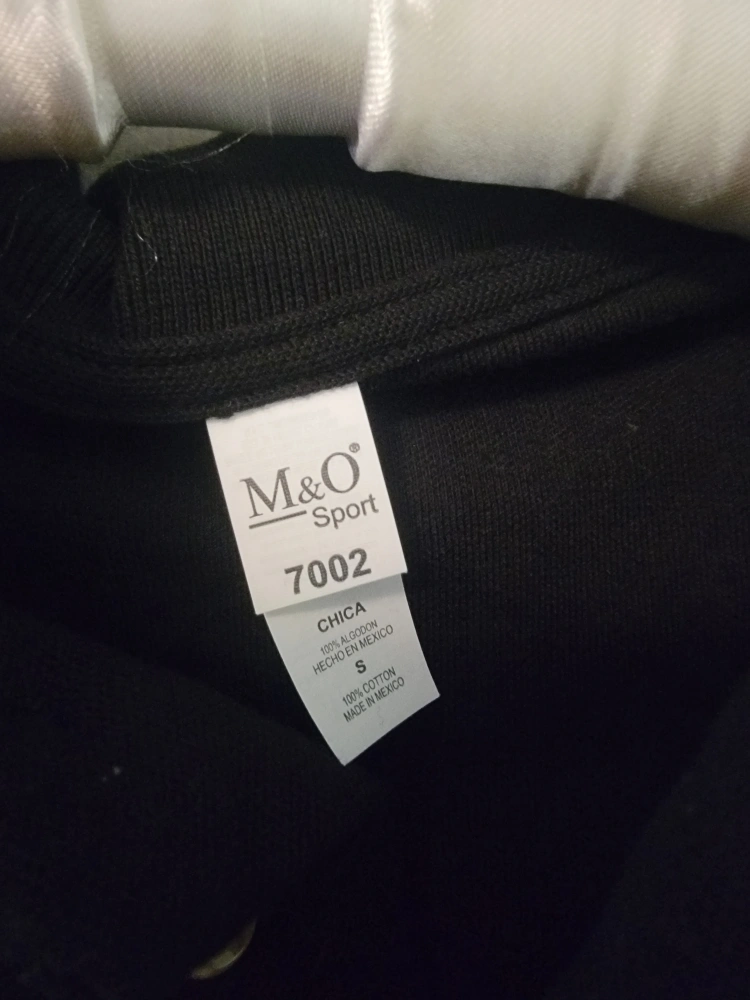 M&O®
Sport
7002
CHICA
100% ALGODON
HECHO EN MEXICO
S
100% COTTON
MADE IN MEXICO